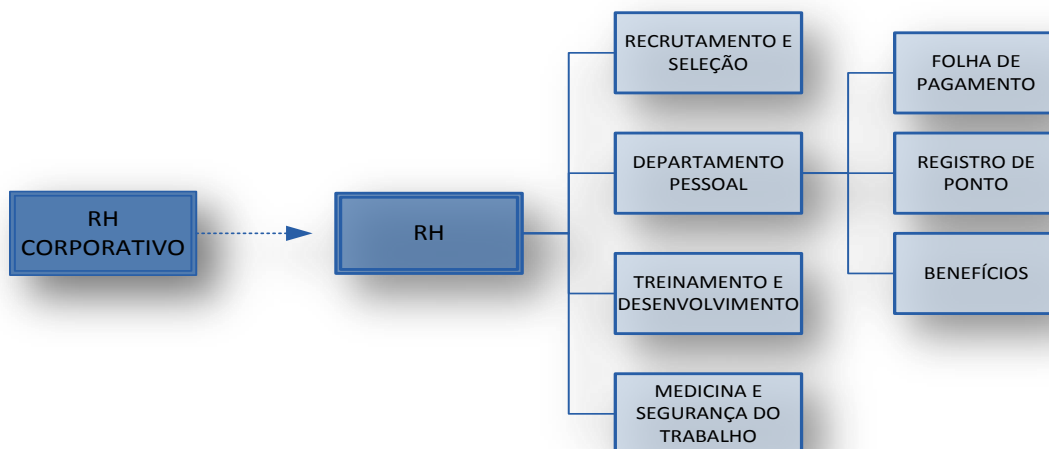 RH
CORPORATIVO
RH
RECRUTAMENTO E
SELEÇÃO
DEPARTAMENTO
PESSOAL
TREINAMENTO E
DESENVOLVIMENTO
MEDICINA E
SEGURANÇA DO
TRABALHO
FOLHA DE
PAGAMENTO
REGISTRO DE
PONTO
BENEFÍCIOS